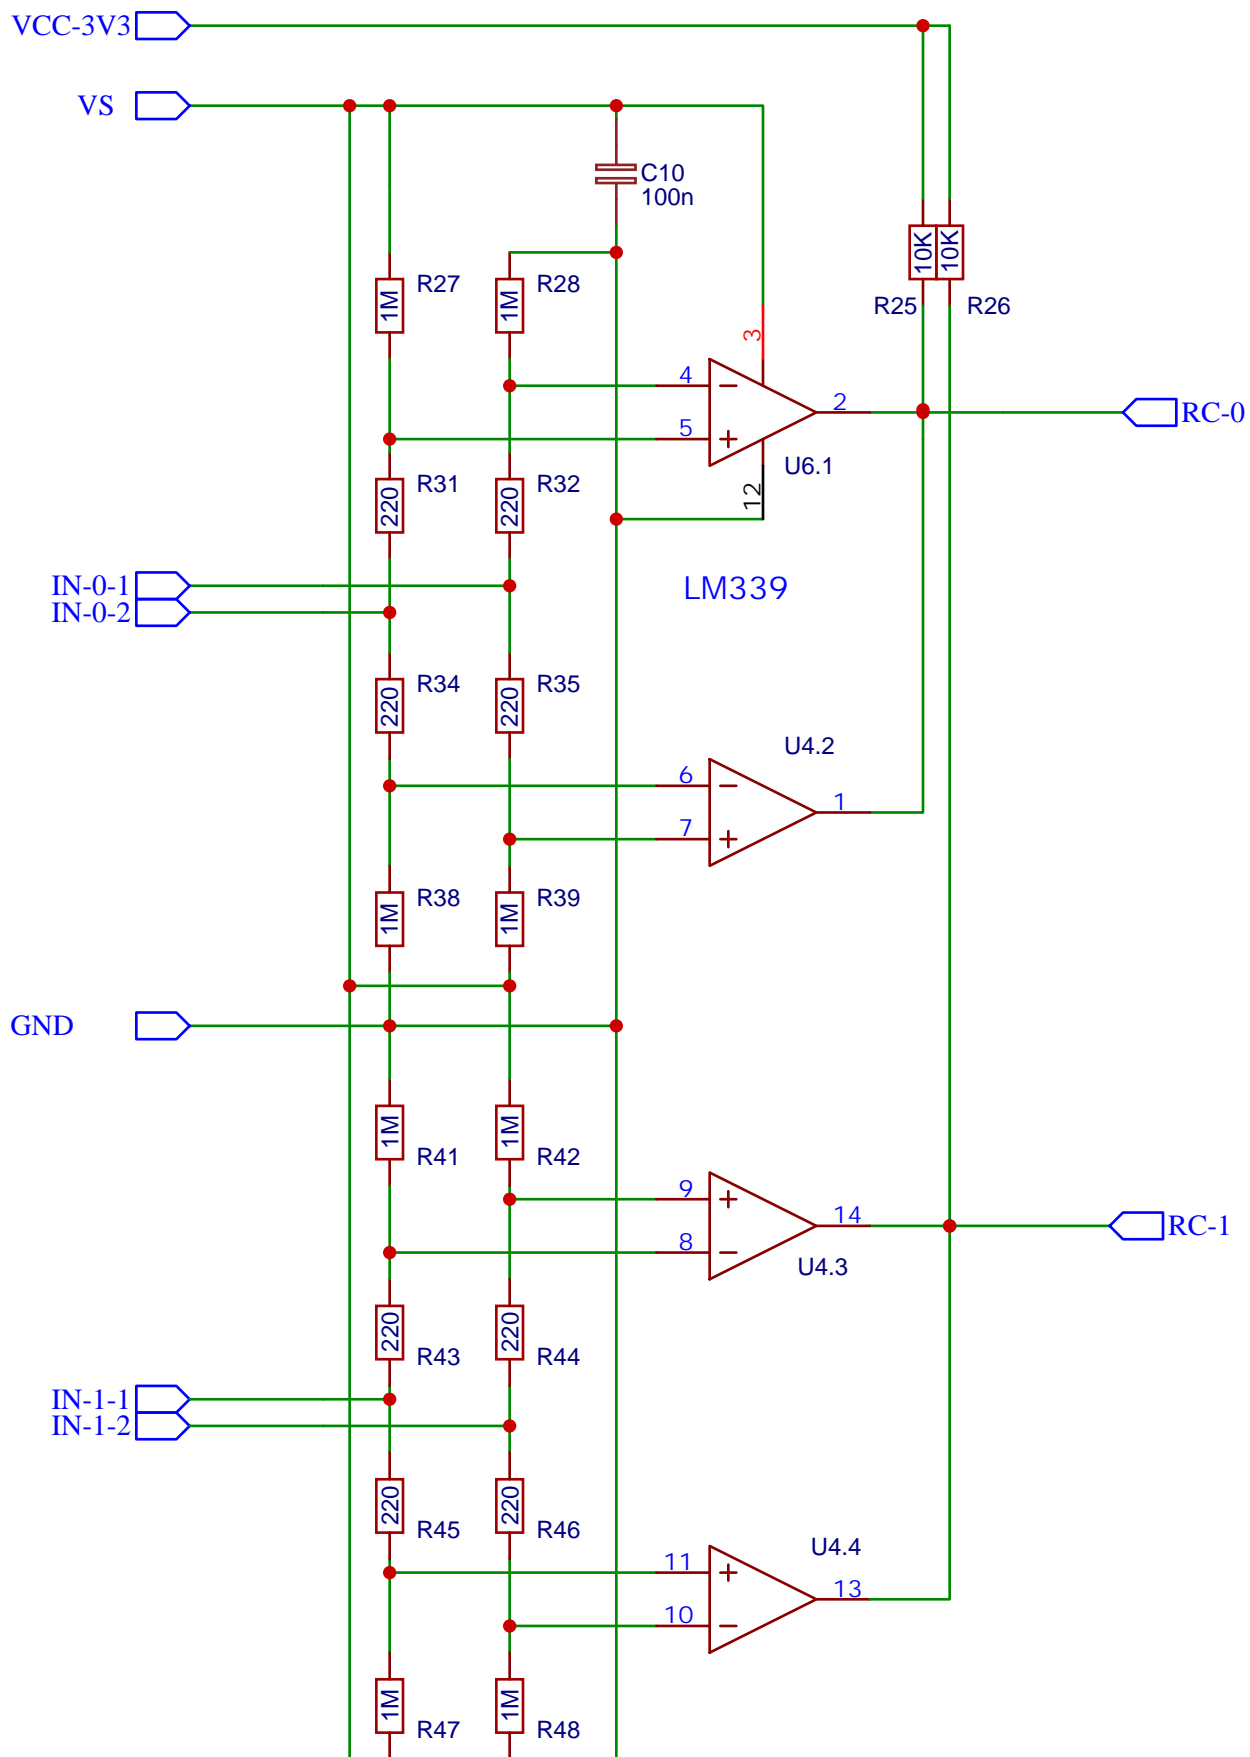 VCC-3V3
VS
C10
100n
R27
1M
R28
1M
10K
10K
R25
R26
3
4
5
2
RC-0
U6.1
12
R31
220
R32
220
IN-0-1
IN-0-2
LM339
R34
220
R35
220
U4.2
6
7
1
R38
1M
R39
1M
GND
R41
1M
R42
1M
9
8
14
RC-1
U4.3
R43
220
R44
220
IN-1-1
IN-1-2
R45
220
R46
220
U4.4
11
10
13
R47
1M
R48
1M